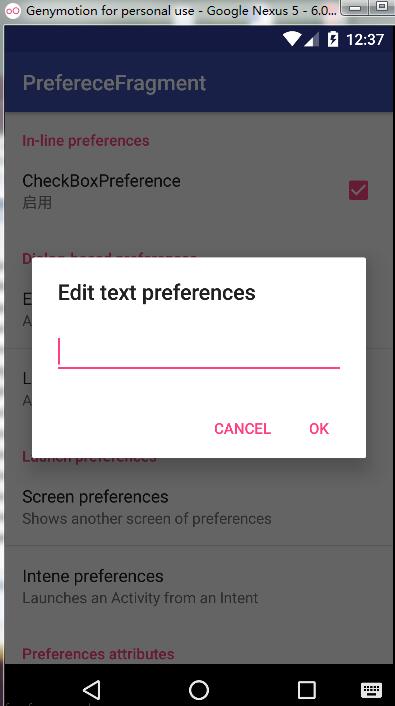 Genymotion for personal use - Google Nexus 5 - 6.0...
12:37
PrefereceFragment
In-line preferences
CheckBoxPreference
启用
Dialog-based preferences
E
A
Edit text preferences
L
A
CANCEL OK
Launch preferences
Screen preferences
Shows another screen of preferences
Intene preferences
Launches an Activity from an Intent
Preferences attributes